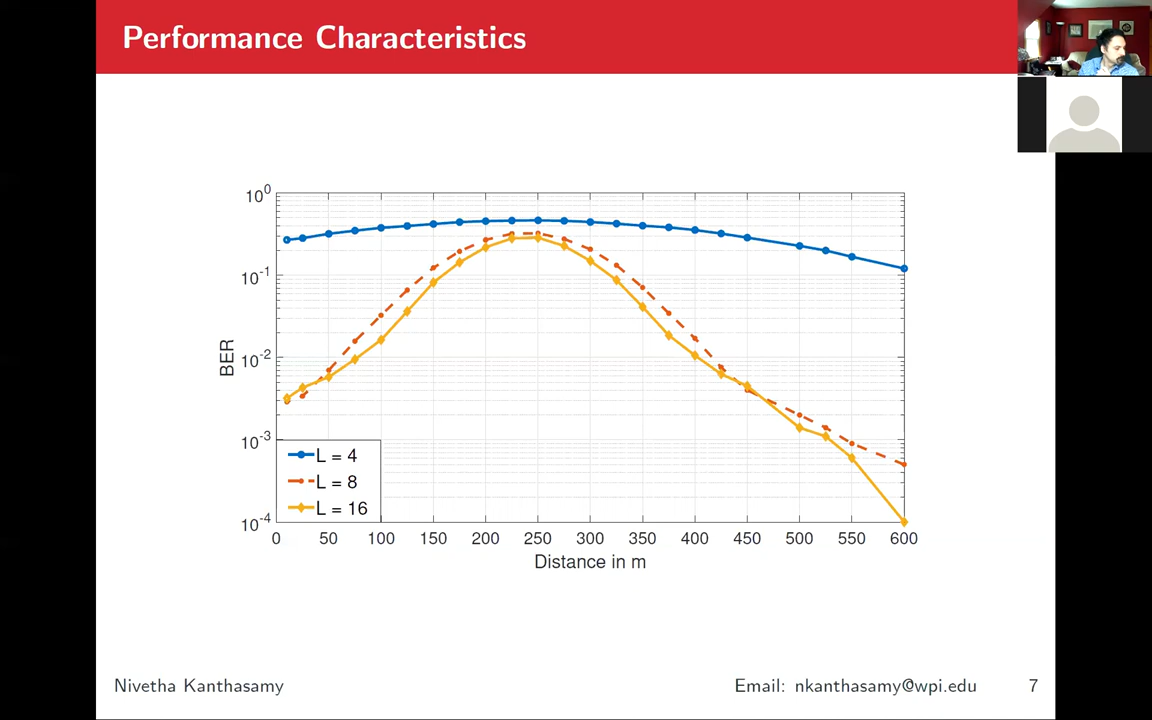 Performance Characteristics
10^0
10^-1
10^-2
10^-3
10^-4
BER
L = 4
L = 8
L = 16
0 50 100 150 200 250 300 350 400 450 500 550 600
Distance in m
Nivetha Kanthasamy Email: nkanthasamy@wpi.edu 7